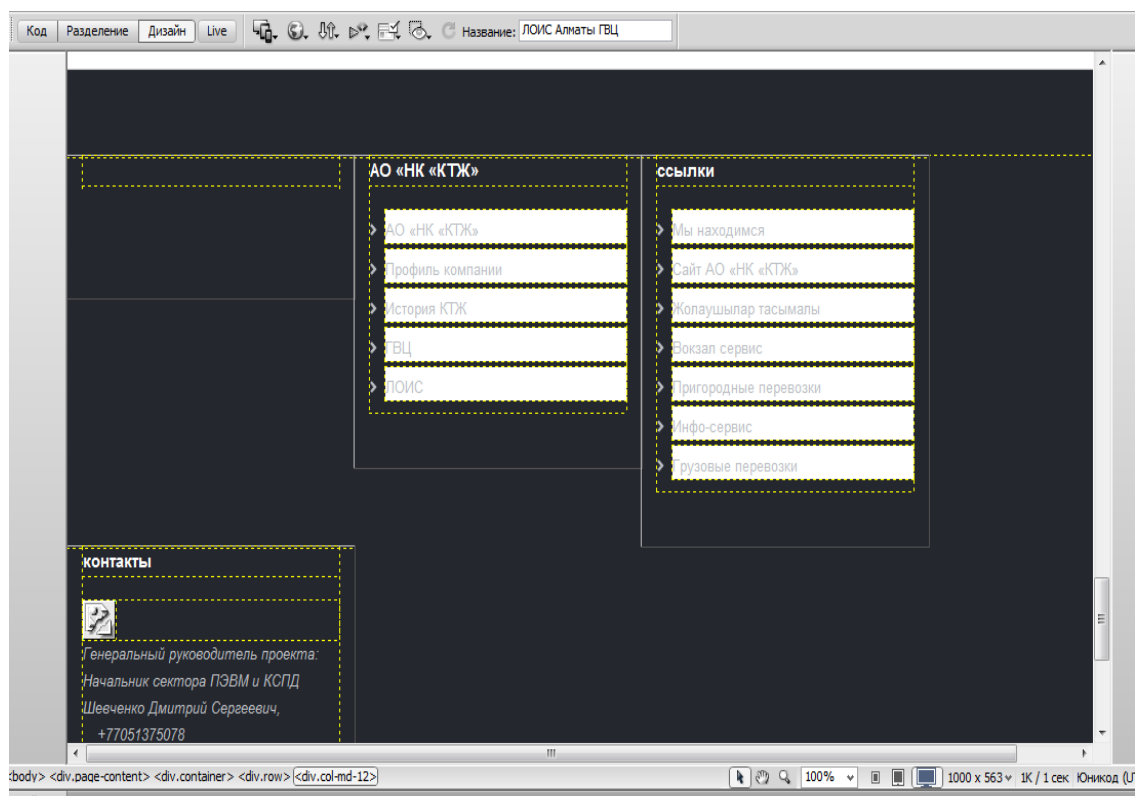 Код Разделение Дизайн Live Название: ЛОИС Алматы ГВЦ
АО «НК «КТЖ»
АО «НК «КТЖ»
Профиль компании
История КТЖ
ГВЦ
ЛОИС
ссылки
Мы находимся
Сайт АО «НК «КТЖ»
Жолаушылар тасымалы
Вокзал сервис
Пригородные перевозки
Инфо-сервис
Грузовые перевозки
контакты
Генеральный руководитель проекта:
Начальник сектора ПЭВМ и КСПД
Шевченко Дмитрий Сергеевич,
+77051375078
<body> <div.page-content> <div.container> <div.row> <div.col-md-12> 100% 1000 x 563 1К / 1 сек Юникод (U